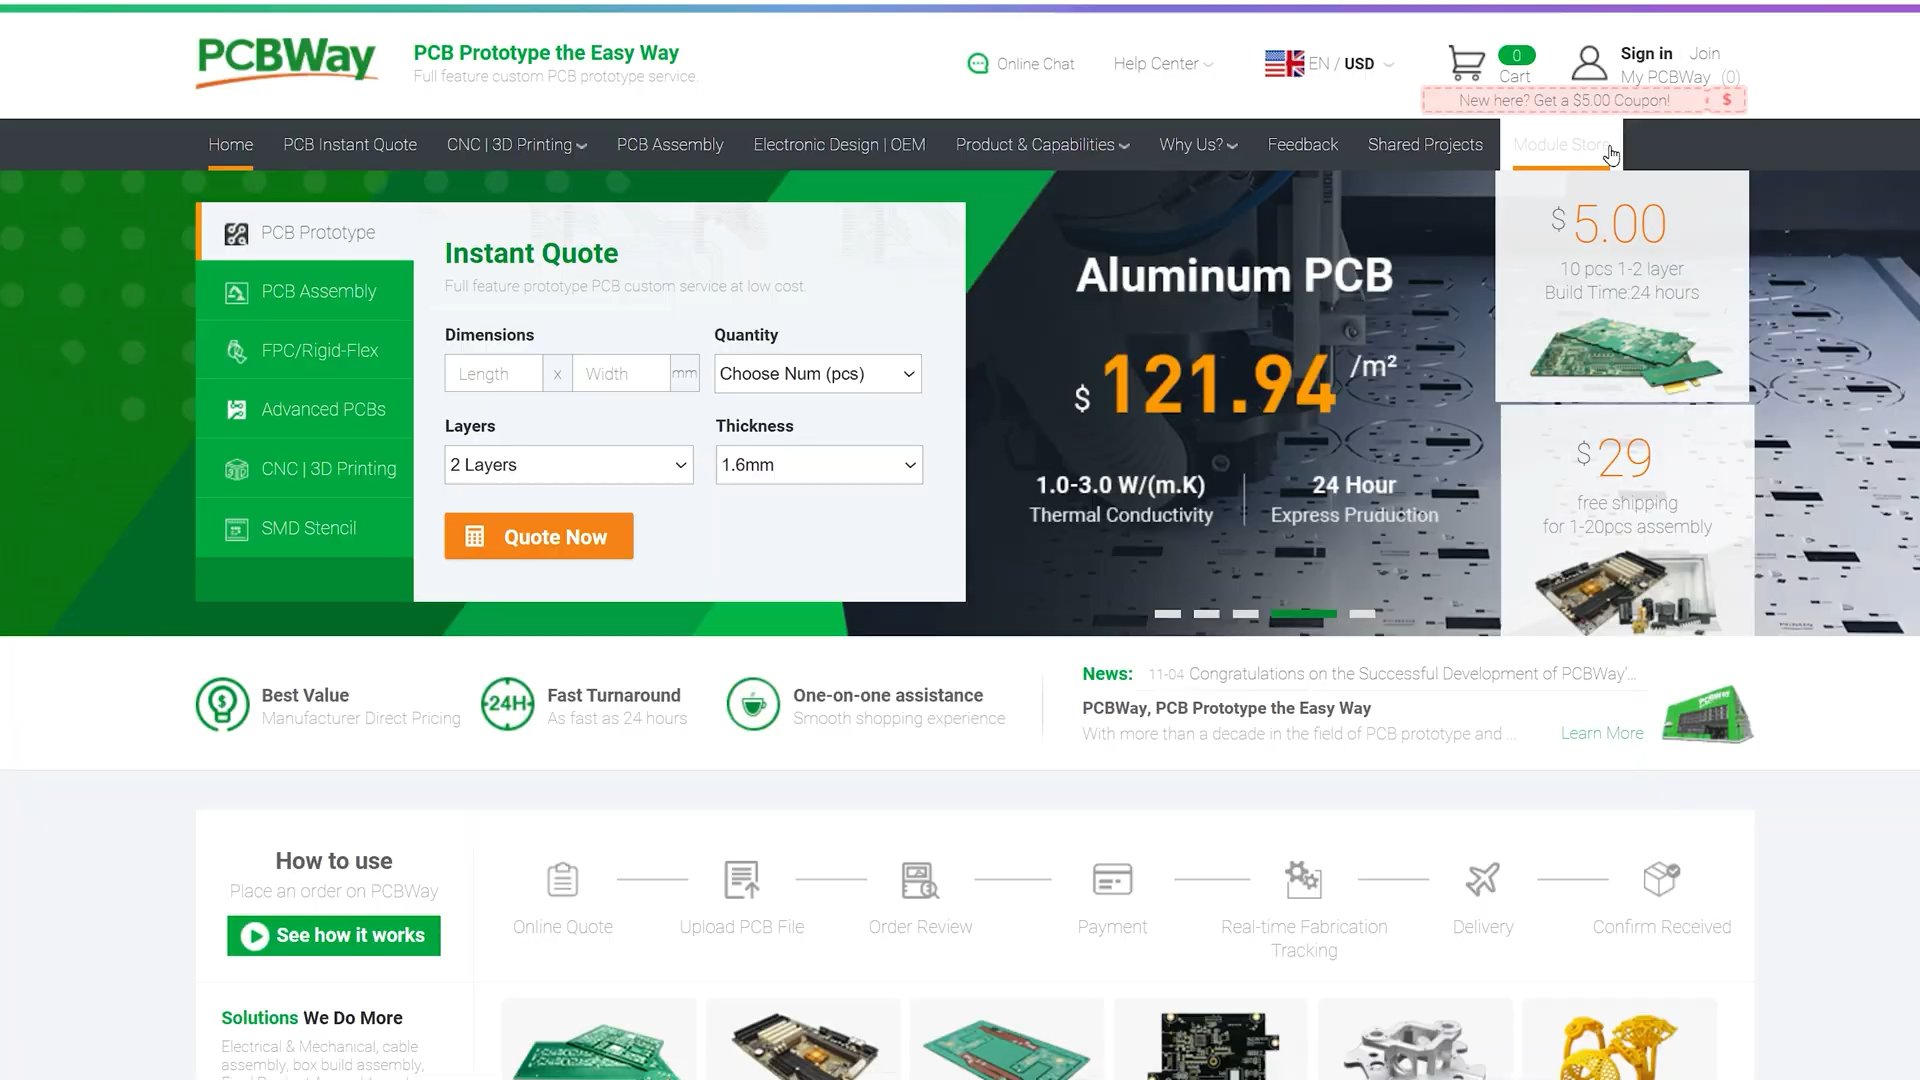 PCBWay
PCB Prototype the Easy Way
Full feature custom PCB prototype service.
Online Chat
Help Center
EN / USD
0
Cart
Sign in Join
My PCBWay (0)
New here? Get a $5.00 Coupon!
$
Home
PCB Instant Quote
CNC | 3D Printing
PCB Assembly
Electronic Design | OEM
Product & Capabilities
Why Us?
Feedback
Shared Projects
Module Store
PCB Prototype
PCB Assembly
FPC/Rigid-Flex
Advanced PCBs
CNC | 3D Printing
SMD Stencil
Instant Quote
Full feature prototype PCB custom service at low cost.
Dimensions
Quantity
Length x Width mm
Choose Num (pcs)
Layers
Thickness
2 Layers
1.6mm
Quote Now
Aluminum PCB
$ 121.94 /m²
1.0-3.0 W/(m.K)
Thermal Conductivity
24 Hour
Express Pruduction
$ 5.00
10 pcs 1-2 layer
Build Time:24 hours
$ 29
free shipping
for 1-20pcs assembly
Best Value
Manufacturer Direct Pricing
24H
Fast Turnaround
As fast as 24 hours
One-on-one assistance
Smooth shopping experience
News: 11-04 Congratulations on the Successful Development of PCBWay'...
PCBWay, PCB Prototype the Easy Way
With more than a decade in the field of PCB prototype and ... Learn More
PCBWay
How to use
Place an order on PCBWay
See how it works
Online Quote
Upload PCB File
Order Review
Payment
Real-time Fabrication
Tracking
Delivery
Confirm Received
Solutions We Do More
Electrical & Mechanical, cable
assembly, box build assembly,